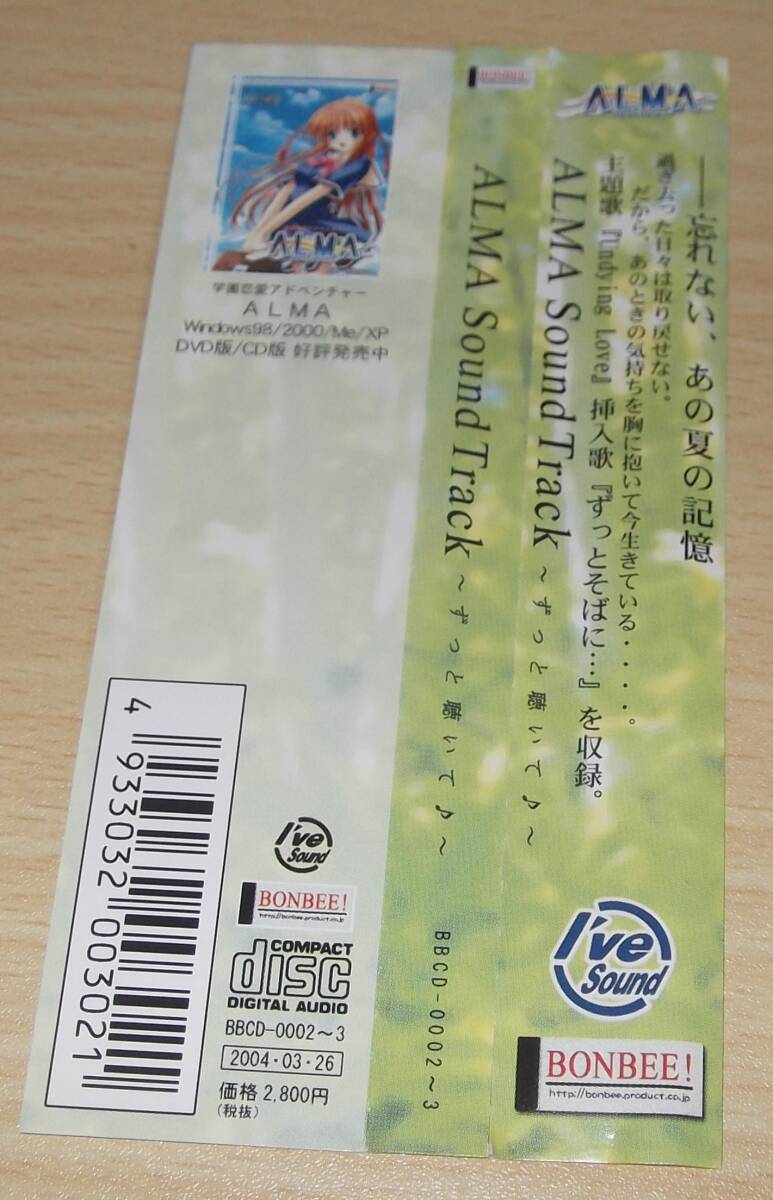 ALMA
――忘れない、あの夏の記憶
過ぎ去った日々は取り戻せない。
だから、あのときの気持ちを胸に抱いて今生きている・・・・。
主題歌『Undying Love』挿入歌『ずっとそばに…』を収録。
ALMA Sound Track ～ずっと聴いて♪～
I've Sound
BONBEE!
http://bonbee.product.co.jp
BONBEE!
ALMA Sound Track ～ずっと聴いて♪～
BBCD-0002～3
ALMA
学園恋愛アドベンチャー
ALMA
Windows98/2000/Me/XP
DVD版/CD版 好評発売中
I've Sound
BONBEE!
http://bonbee.product.co.jp
COMPACT
disc
DIGITAL AUDIO
BBCD-0002～3
2004・03・26
価格 2,800円
(税抜)
4 933032 003021